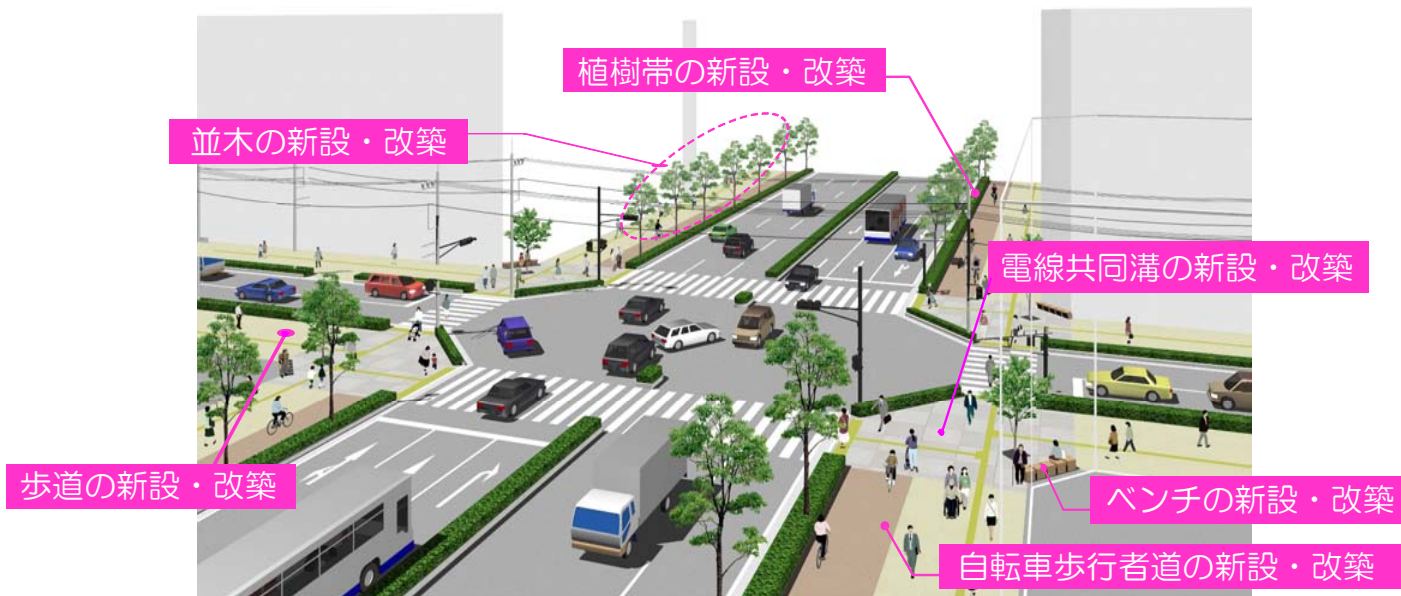 植樹帯の新設・改築
並木の新設・改築
電線共同溝の新設・改築
歩道の新設・改築
ベンチの新設・改築
自転車歩行者道の新設・改築